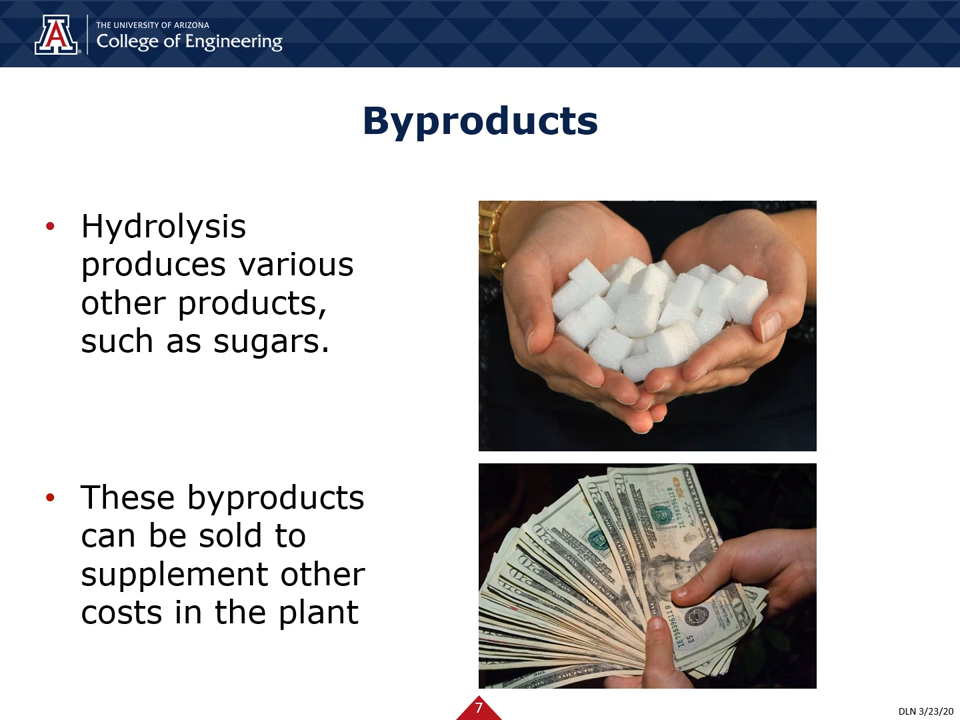 THE UNIVERSITY OF ARIZONA
College of Engineering
Byproducts
• Hydrolysis
produces various
other products,
such as sugars.
• These byproducts
can be sold to
supplement other
costs in the plant
7
DLN 3/23/20